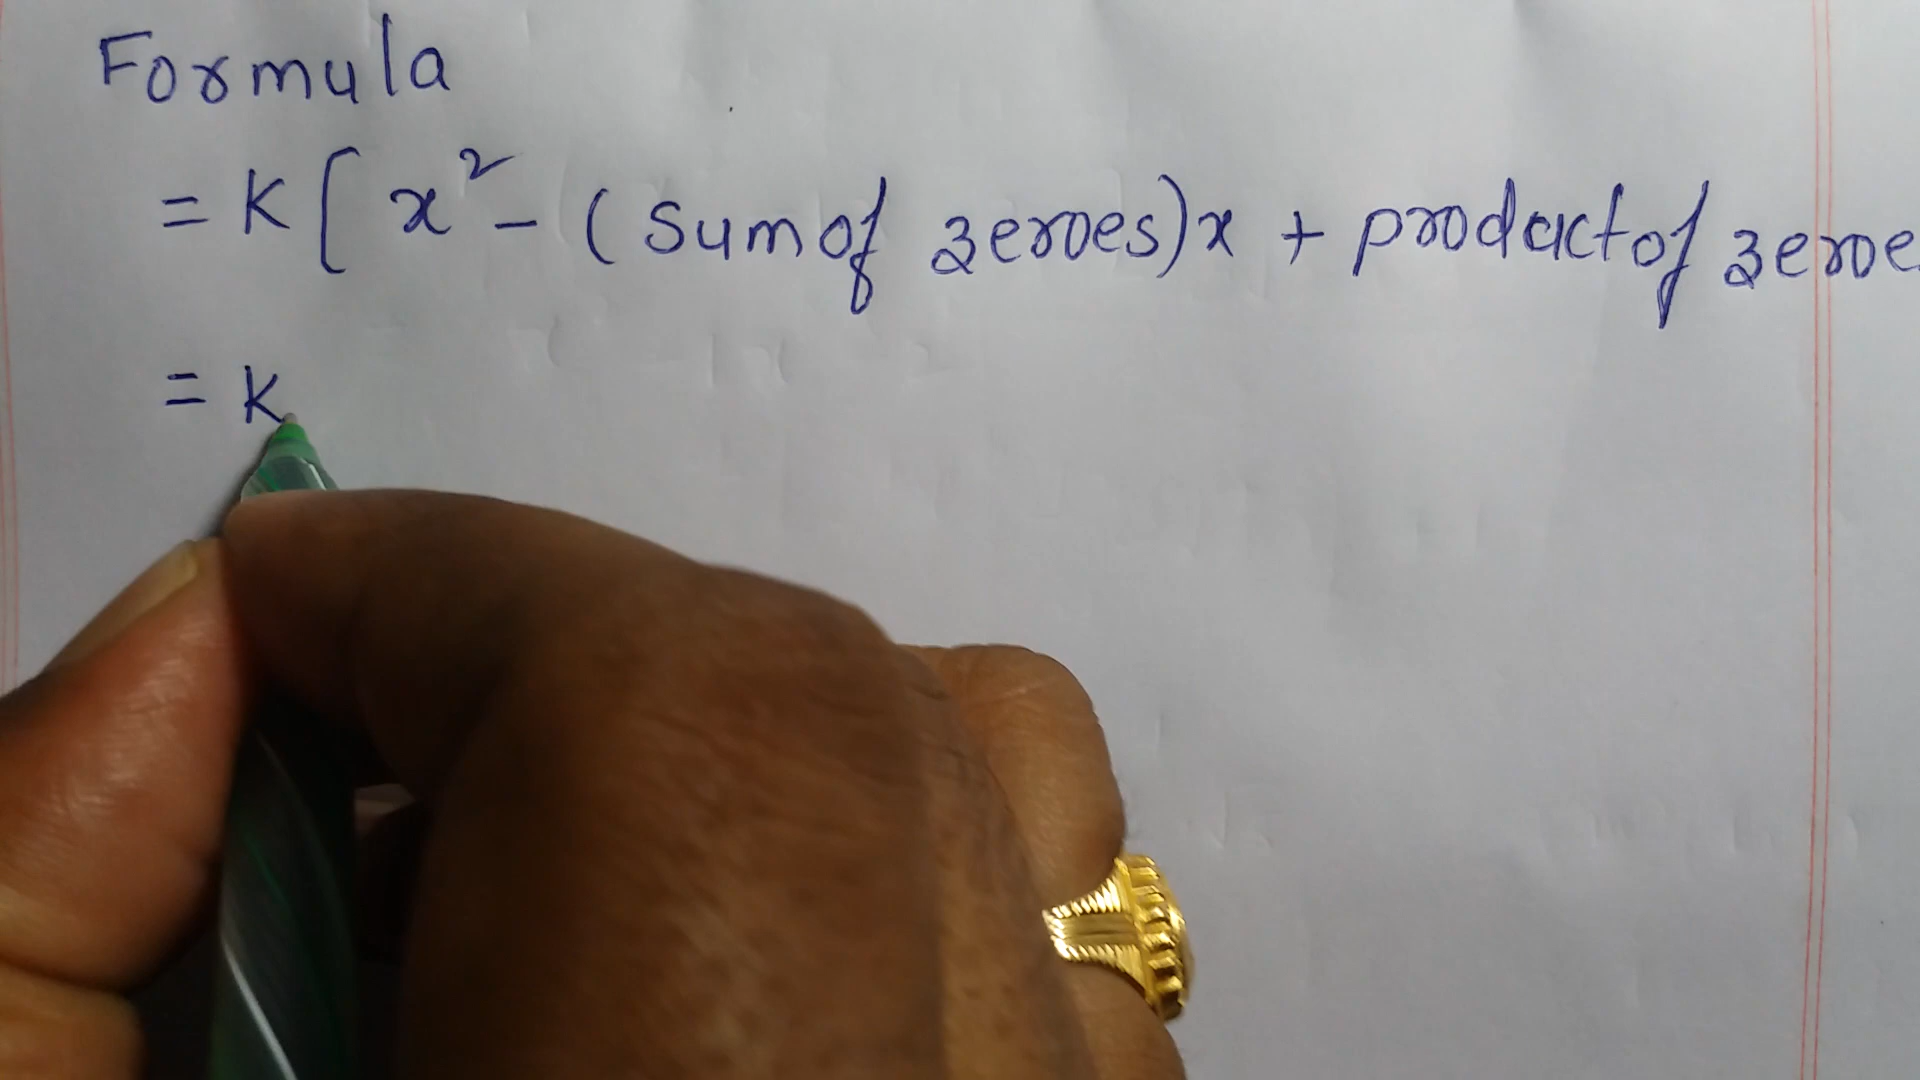 Formula
= K [ x² - ( Sum of zeroes ) x + product of zeroe
= K